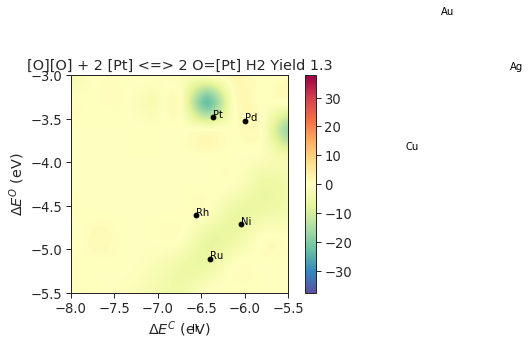 Au
[O][O] + 2 [Pt] <=> 2 O=[Pt] H2 Yield 1.3
Ag
−3.0
−3.5
−4.0
−4.5
−5.0
−5.5
ΔE^O (eV)
Pt
Pd
Cu
Rh
Ni
Ru
30
20
10
0
−10
−20
−30
−8.0 −7.5 −7.0 −6.5 −6.0 −5.5
ΔE^C (eV)
Ir